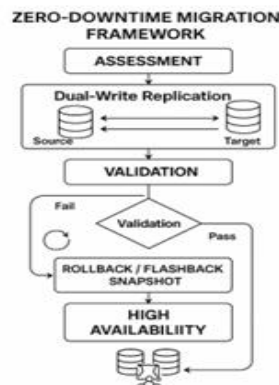 ZERO-DOWNTIME MIGRATION
FRAMEWORK
ASSESSMENT
Dual-Write Replication
Source
Target
VALIDATION
Fail
Validation
Pass
ROLLBACK / FLASHBACK
SNAPSHOT
HIGH
AVAILABIILITY